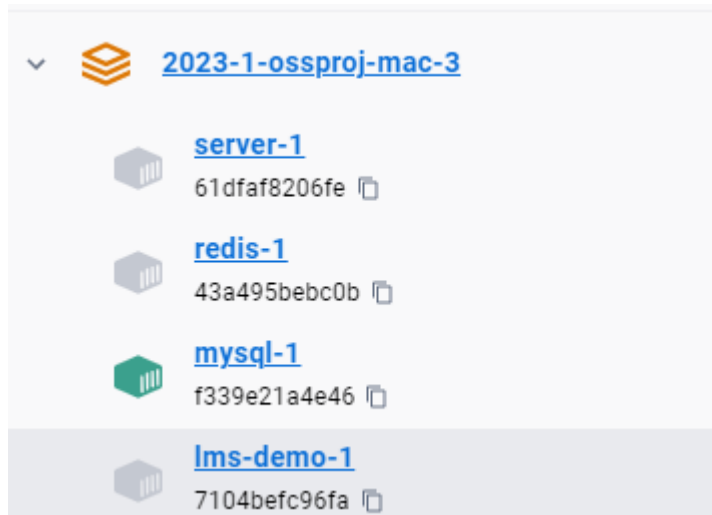 2023-1-ossproj-mac-3
server-1
61dfaf8206fe
redis-1
43a495bebc0b
mysql-1
f339e21a4e46
lms-demo-1
7104befc96fa